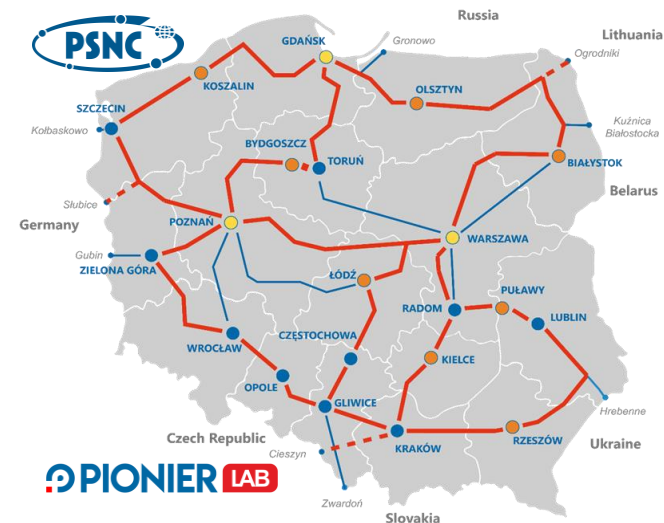 PSNC
Russia
Lithuania
GDAŃSK
Gronowo
Ogrodniki
KOSZALIN
OLSZTYN
SZCZECIN
Kołbaskowo
Kuźnica
Białostocka
BYDGOSZCZ
TORUŃ
BIAŁYSTOK
Belarus
Słubice
Germany
POZNAŃ
WARSZAWA
Gubin
ZIELONA GÓRA
ŁÓDŹ
PUŁAWY
RADOM
LUBLIN
CZĘSTOCHOWA
WROCŁAW
KIELCE
OPOLE
GLIWICE
Hrebenne
Czech Republic
Cieszyn
KRAKÓW
RZESZÓW
Ukraine
PIONIER LAB
Zwardoń
Slovakia